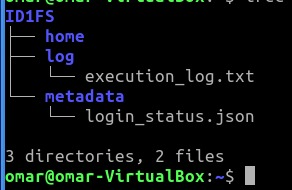 omar@omar-VirtualBox:~$ tree
ID1FS
├── home
├── log
│   └── execution_log.txt
└── metadata
    └── login_status.json

3 directories, 2 files
omar@omar-VirtualBox:~$